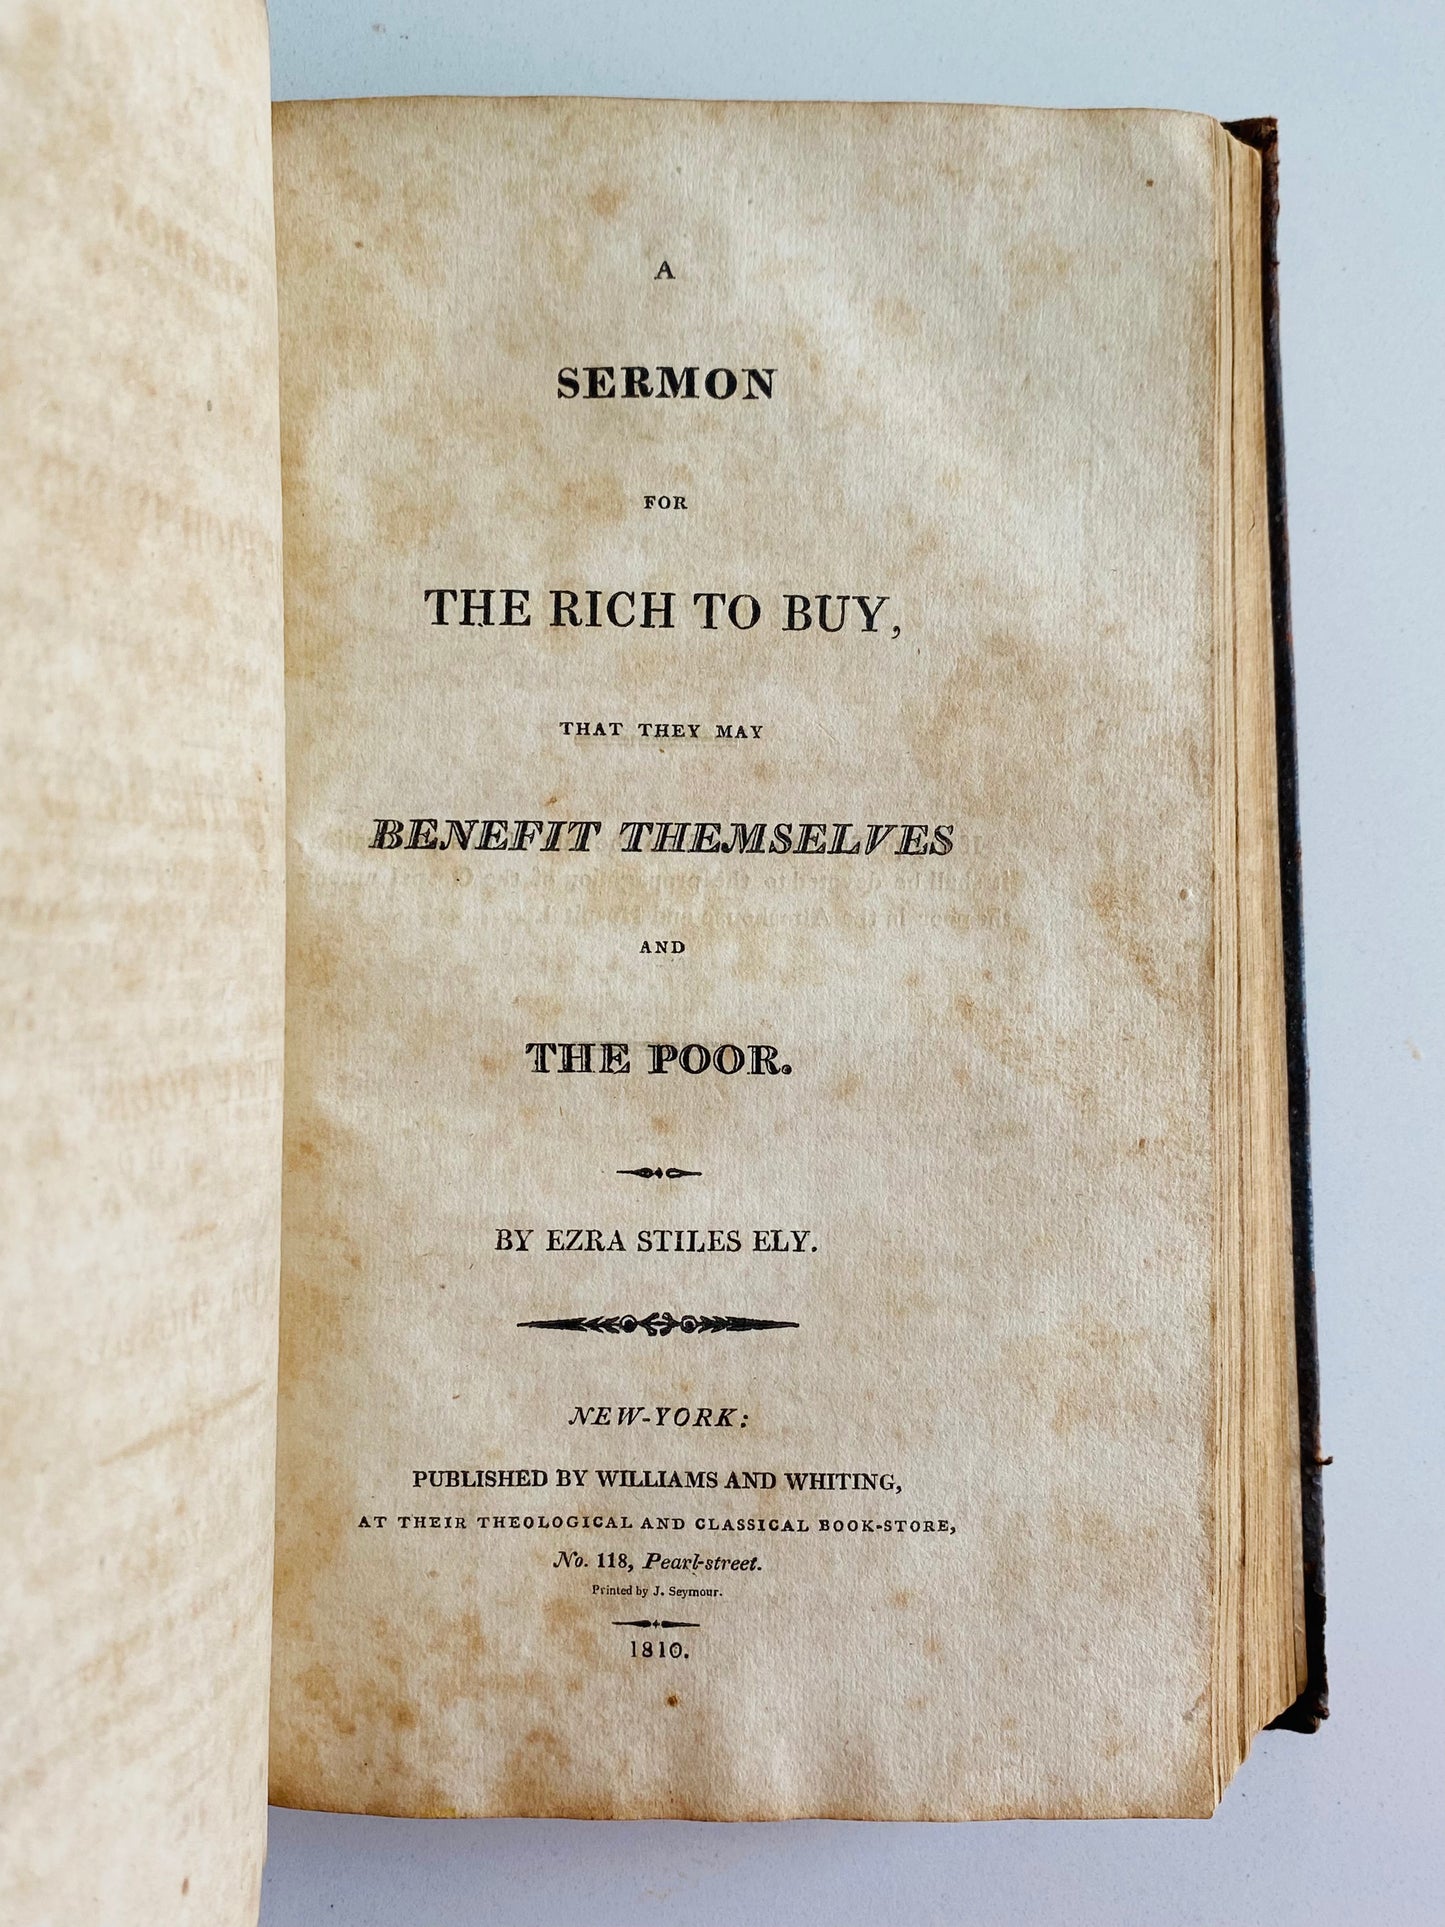 A
SERMON
FOR
THE RICH TO BUY,
THAT THEY MAY
BENEFIT THEMSELVES
AND
THE POOR.
BY EZRA STILES ELY.
NEW-YORK:
PUBLISHED BY WILLIAMS AND WHITING,
AT THEIR THEOLOGICAL AND CLASSICAL BOOK-STORE,
No. 118, Pearl-street.
Printed by J. Seymour.
1810.